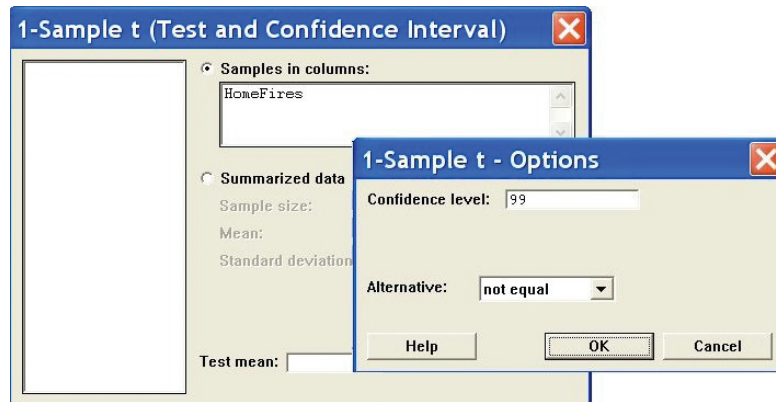 1-Sample t (Test and Confidence Interval)
Samples in columns:
HomeFires
Summarized data
Sample size:
Mean:
Standard deviation
Test mean:
1-Sample t - Options
Confidence level: 99
Alternative: not equal
Help OK Cancel